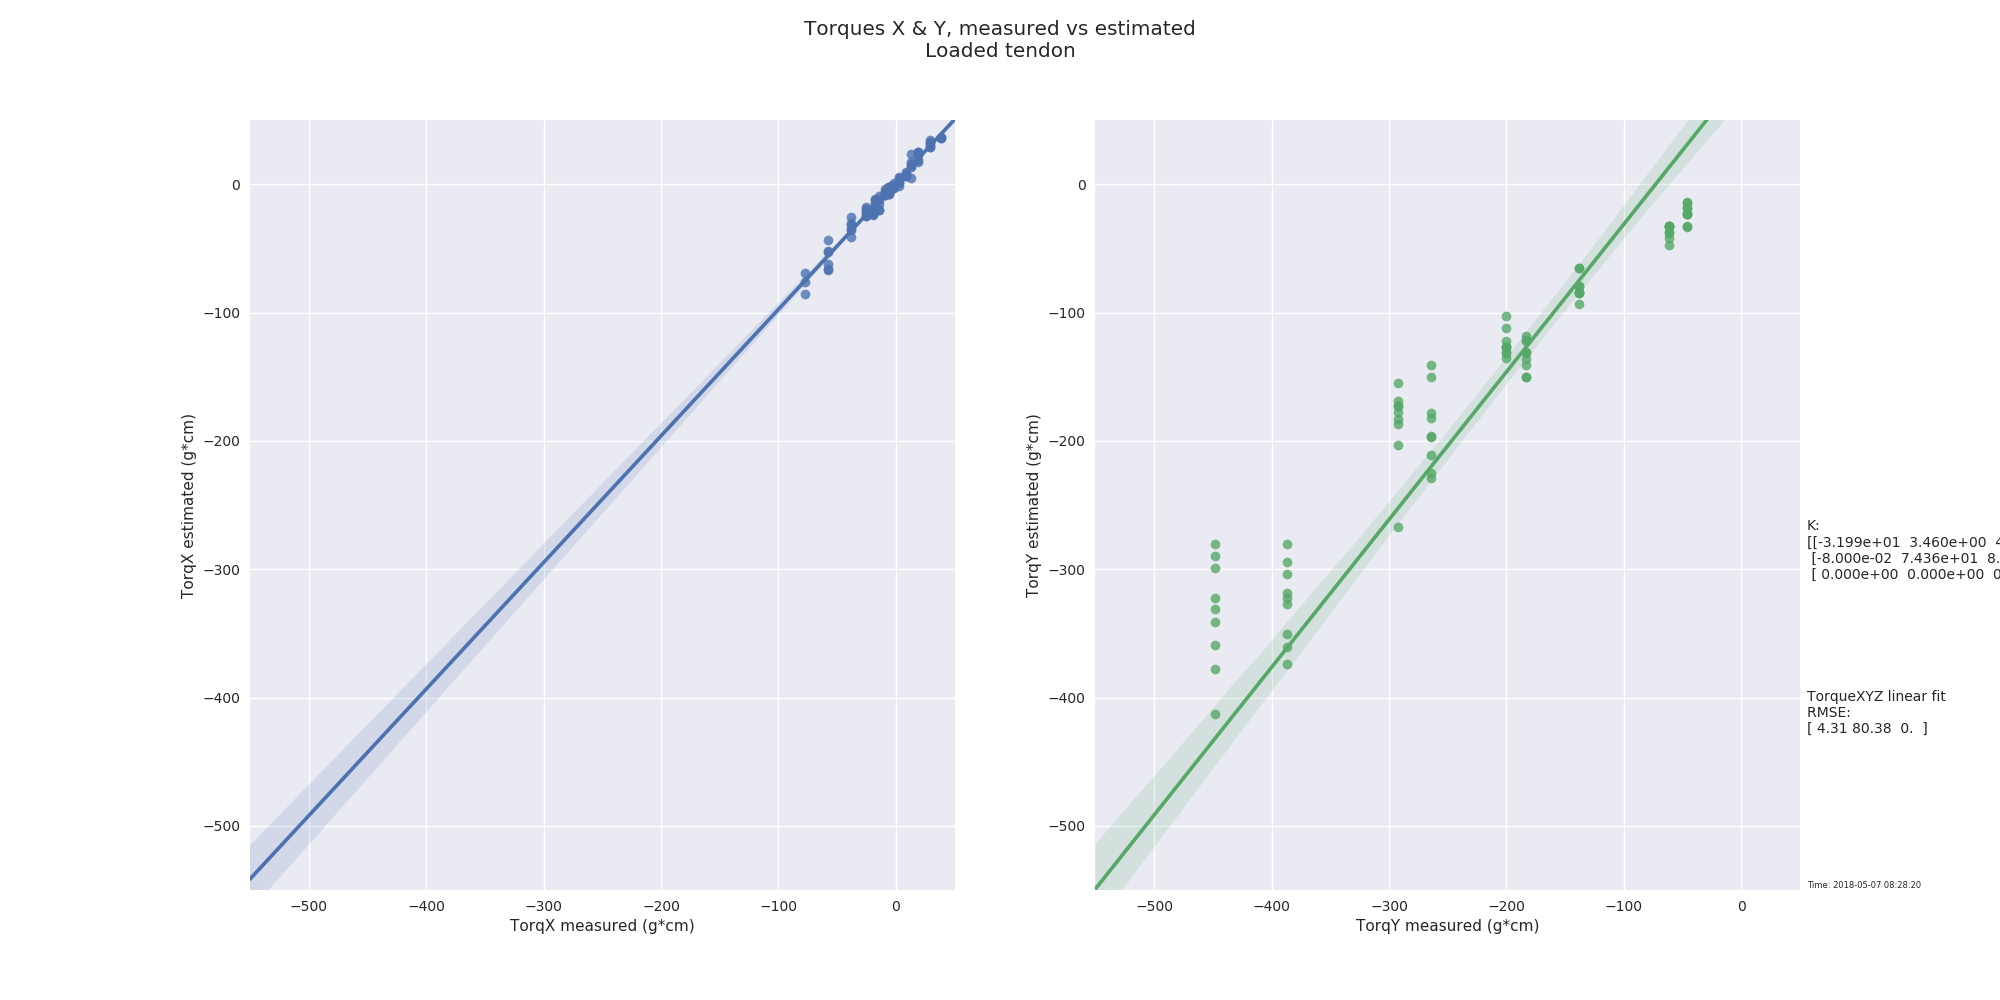 Torques X & Y, measured vs estimated
Loaded tendon
TorqX estimated (g*cm)
0
−100
−200
−300
−400
−500
−500 −400 −300 −200 −100 0
TorqX measured (g*cm)
TorqY estimated (g*cm)
0
−100
−200
−300
−400
−500
−500 −400 −300 −200 −100 0
TorqY measured (g*cm)
K:
[[-3.199e+01 3.460e+00 4
[-8.000e-02 7.436e+01 8.
[ 0.000e+00 0.000e+00 0
TorqueXYZ linear fit
RMSE:
[ 4.31 80.38 0. ]
Time: 2018-05-07 08:28:20